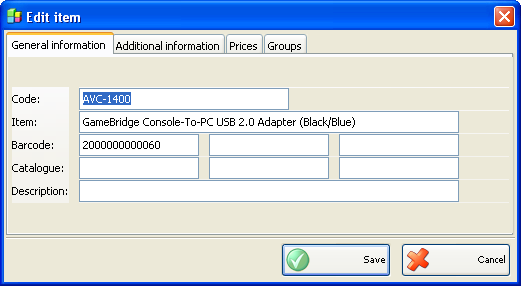 Edit item
General information Additional information Prices Groups
Code: AVC-1400
Item: GameBridge Console-To-PC USB 2.0 Adapter (Black/Blue)
Barcode: 2000000000060
Catalogue:
Description:
Save Cancel